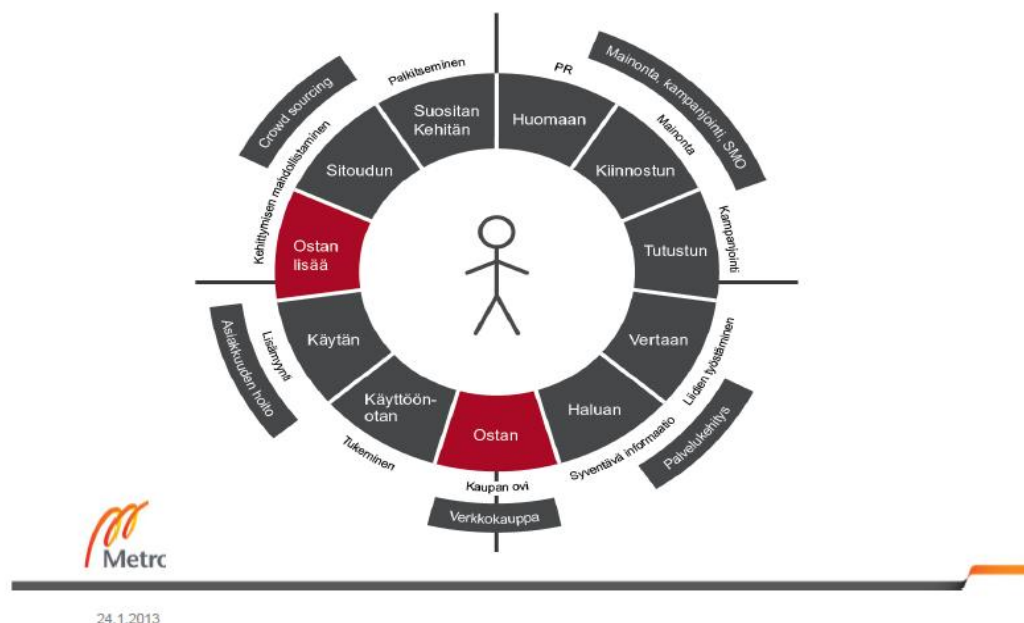 Palkitseminen
PR
Mainonta, kampanjointi, SMO
Crowd sourcing
Suositan
Kehitän
Huomaan
Mainonta
Kehittymisen mahdollistaminen
Sitoudun
Kiinnostun
Kampanjointi
Ostan
lisää
Tutustun
Asiakkuuden hoito
Lisämyynti
Käytän
Vertaan
Liidien työstäminen
Käyttöön-
otan
Ostan
Haluan
Palvelukehitys
Tukeminen
Kaupan ovi
Syventävä informaatio
Verkkokauppa
Metro
24.1.2013